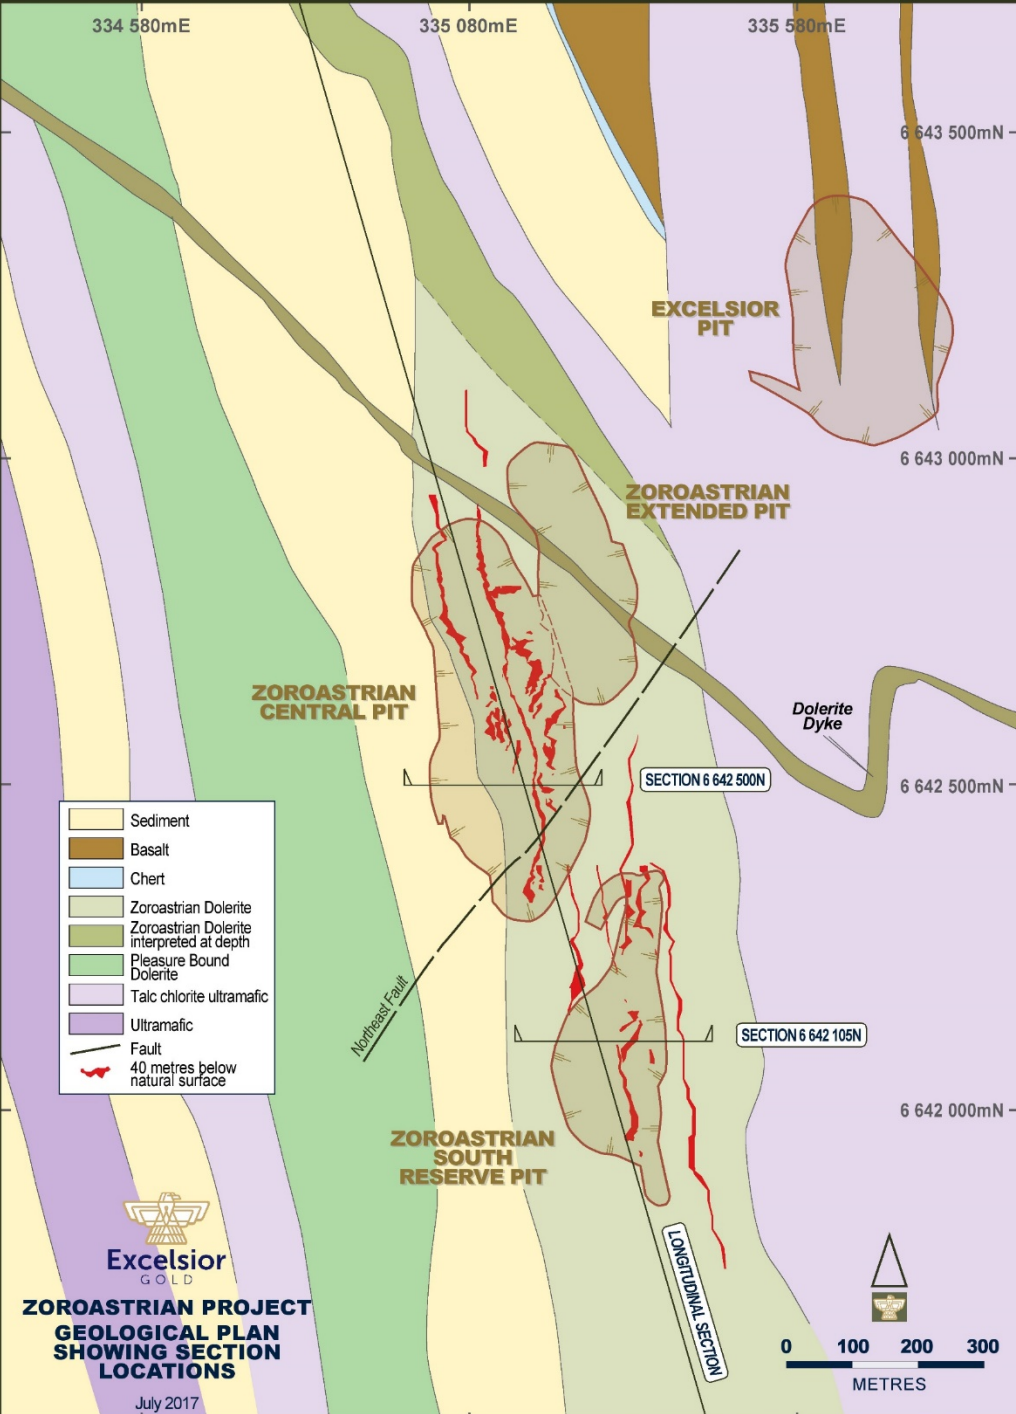 334 580mE
335 080mE
335 580mE
6 643 500mN
EXCELSIOR
PIT
6 643 000mN
ZOROASTRIAN
EXTENDED PIT
ZOROASTRIAN
CENTRAL PIT
Dolerite
Dyke
SECTION 6 642 500N
6 642 500mN
Sediment
Basalt
Chert
Zoroastrian Dolerite
Zoroastrian Dolerite
interpreted at depth
Pleasure Bound
Dolerite
Talc chlorite ultramafic
Ultramafic
Fault
40 metres below
natural surface
Northeast Fault
SECTION 6 642 105N
6 642 000mN
ZOROASTRIAN
SOUTH
RESERVE PIT
LONGITUDINAL SECTION
Excelsior
GOLD
ZOROASTRIAN PROJECT
GEOLOGICAL PLAN
SHOWING SECTION
LOCATIONS
July 2017
0 100 200 300
METRES